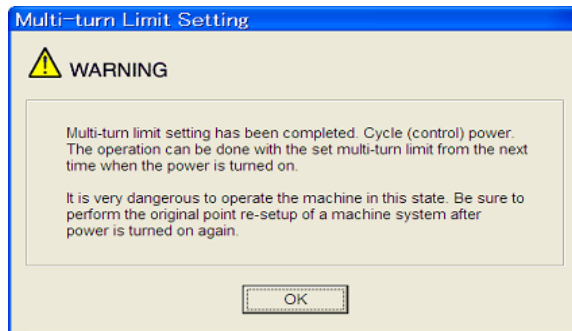 Multi-turn Limit Setting
WARNING
Multi-turn limit setting has been completed. Cycle (control) power.
The operation can be done with the set multi-turn limit from the next
time when the power is turned on.
It is very dangerous to operate the machine in this state. Be sure to
perform the original point re-setup of a machine system after
power is turned on again.
OK